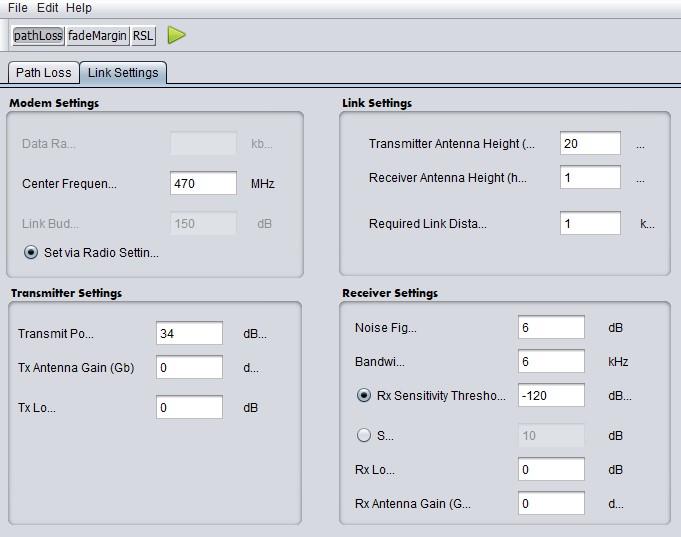 File Edit Help
pathLoss fadeMargin RSL
Path Loss Link Settings
Modem Settings
Data Ra... kb...
Center Frequen... 470 MHz
Link Bud... 150 dB
Set via Radio Settin...
Link Settings
Transmitter Antenna Height (... 20 ...
Receiver Antenna Height (h... 1 ...
Required Link Dista... 1 k...
Transmitter Settings
Transmit Po... 34 dB...
Tx Antenna Gain (Gb) 0 d...
Tx Lo... 0 dB
Receiver Settings
Noise Fig... 6 dB
Bandwi... 6 kHz
Rx Sensitivity Thresho... -120 dB...
S... 10 dB
Rx Lo... 0 dB
Rx Antenna Gain (G... 0 d...